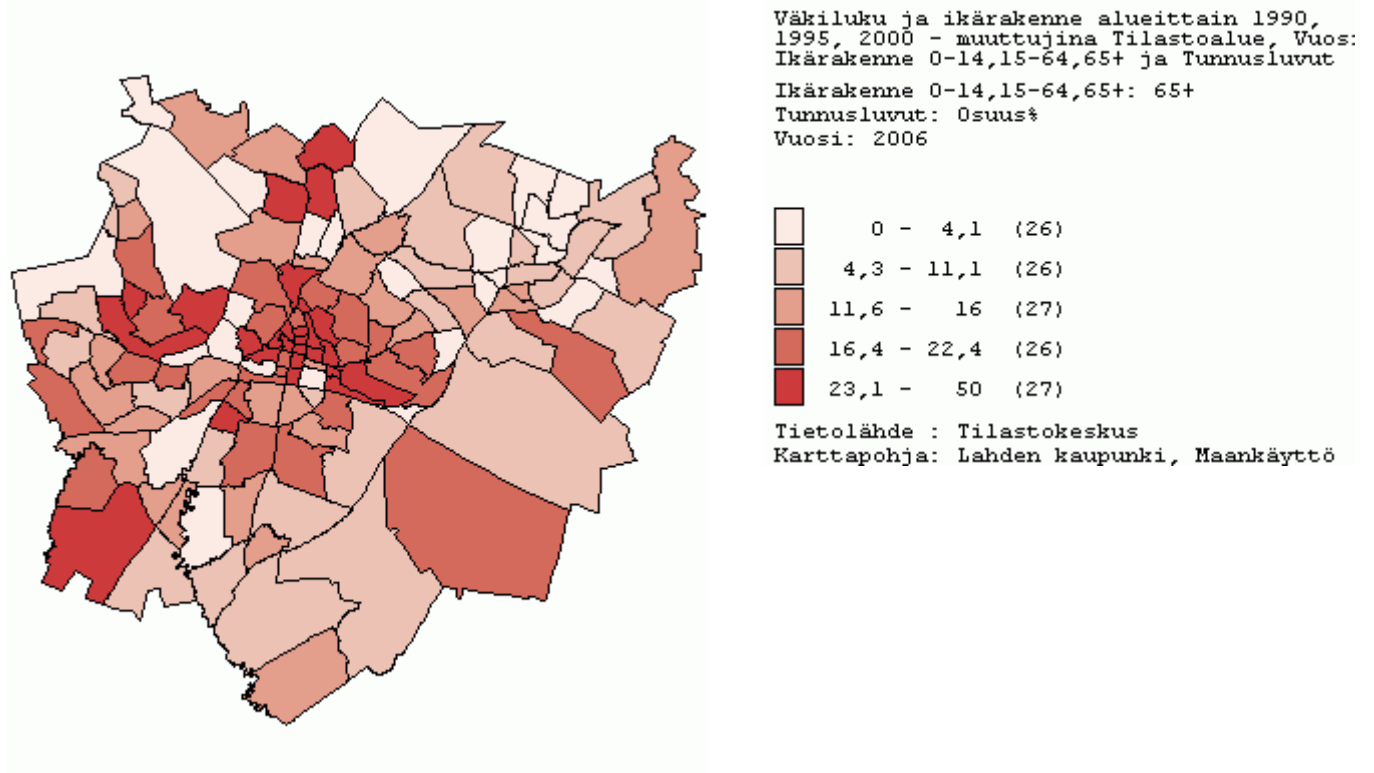 Väkiluku ja ikärakenne alueittain 1990,
1995, 2000 - muuttujina Tilastoalue, Vuos:
Ikärakenne 0-14,15-64,65+ ja Tunnusluvut
Ikärakenne 0-14,15-64,65+: 65+
Tunnusluvut: Osuus%
Vuosi: 2006
0 - 4,1 (26)
4,3 - 11,1 (26)
11,6 - 16 (27)
16,4 - 22,4 (26)
23,1 - 50 (27)
Tietolähde : Tilastokeskus
Karttapohja: Lahden kaupunki, Maankäyttö